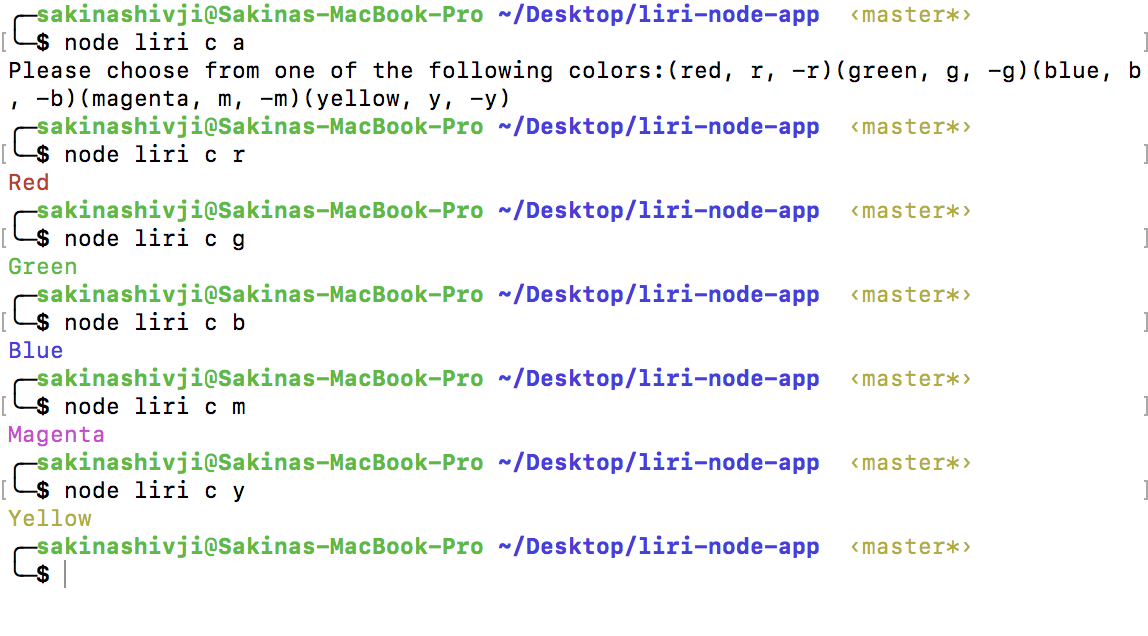 ╭─sakinashivji@Sakinas-MacBook-Pro ~/Desktop/liri-node-app  ‹master*›
[╰─$ node liri c a ]
Please choose from one of the following colors:(red, r, -r)(green, g, -g)(blue, b
, -b)(magenta, m, -m)(yellow, y, -y)
╭─sakinashivji@Sakinas-MacBook-Pro ~/Desktop/liri-node-app  ‹master*›
[╰─$ node liri c r ]
Red
╭─sakinashivji@Sakinas-MacBook-Pro ~/Desktop/liri-node-app  ‹master*›
[╰─$ node liri c g ]
Green
╭─sakinashivji@Sakinas-MacBook-Pro ~/Desktop/liri-node-app  ‹master*›
[╰─$ node liri c b ]
Blue
╭─sakinashivji@Sakinas-MacBook-Pro ~/Desktop/liri-node-app  ‹master*›
[╰─$ node liri c m ]
Magenta
╭─sakinashivji@Sakinas-MacBook-Pro ~/Desktop/liri-node-app  ‹master*›
[╰─$ node liri c y ]
Yellow
╭─sakinashivji@Sakinas-MacBook-Pro ~/Desktop/liri-node-app  ‹master*›
╰─$